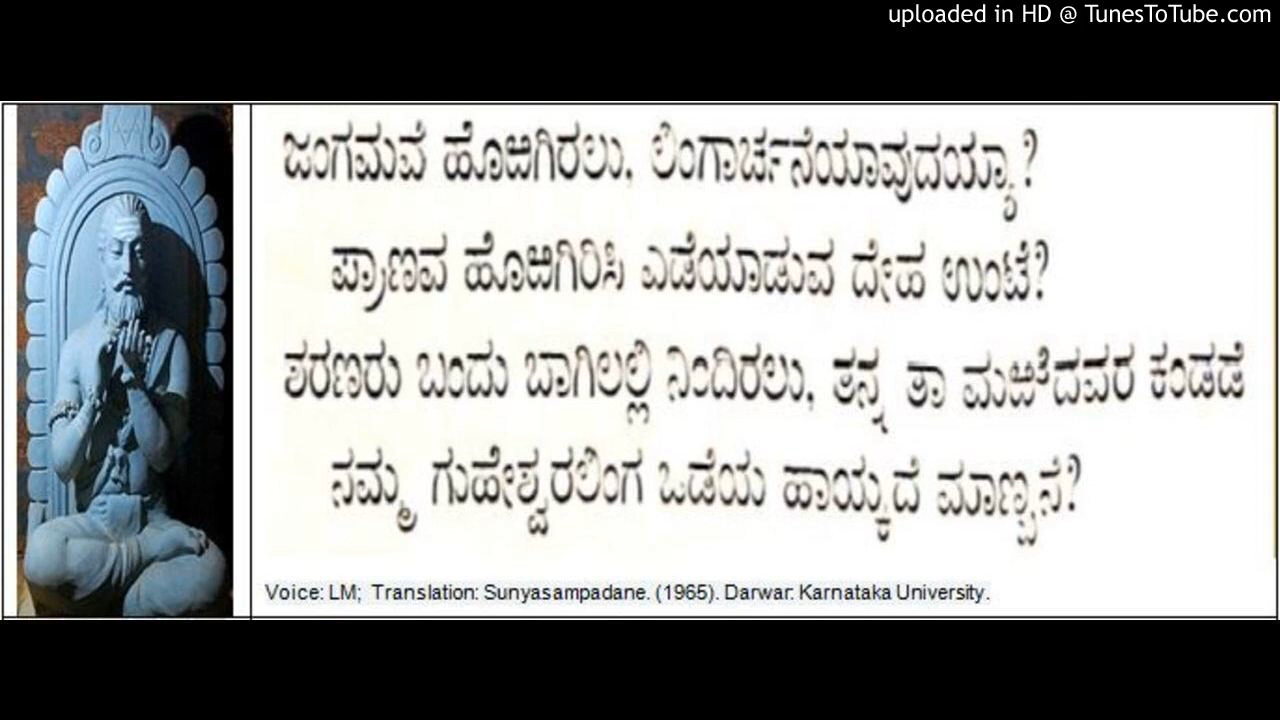 uploaded in HD @ TunesToTube.com
ಜಂಗಮವೆ ಹೊಱಗಿರಲು, ಲಿಂಗಾರ್ಚನೆಯಾವುದಯ್ಯಾ?
ಪ್ರಾಣವ ಹೊಱಗಿರಿಸಿ ಎಡೆಯಾಡುವ ದೇಹ ಉಂಟೆ?
ಶರಣರು ಬಂದು ಬಾಗಿಲಲ್ಲಿ ನಿಂದಿರಲು, ತನ್ನ ತಾ ಮಱೆದವರ ಕಂಡಡೆ
ನಮ್ಮ ಗುಹೇಶ್ವರಲಿಂಗ ಒಡೆಯ ಹಾಯ್ಕದೆ ಮಾಣ್ಬನೆ?
Voice: LM; Translation: Sunyasampadane. (1965). Darwar: Karnataka University.